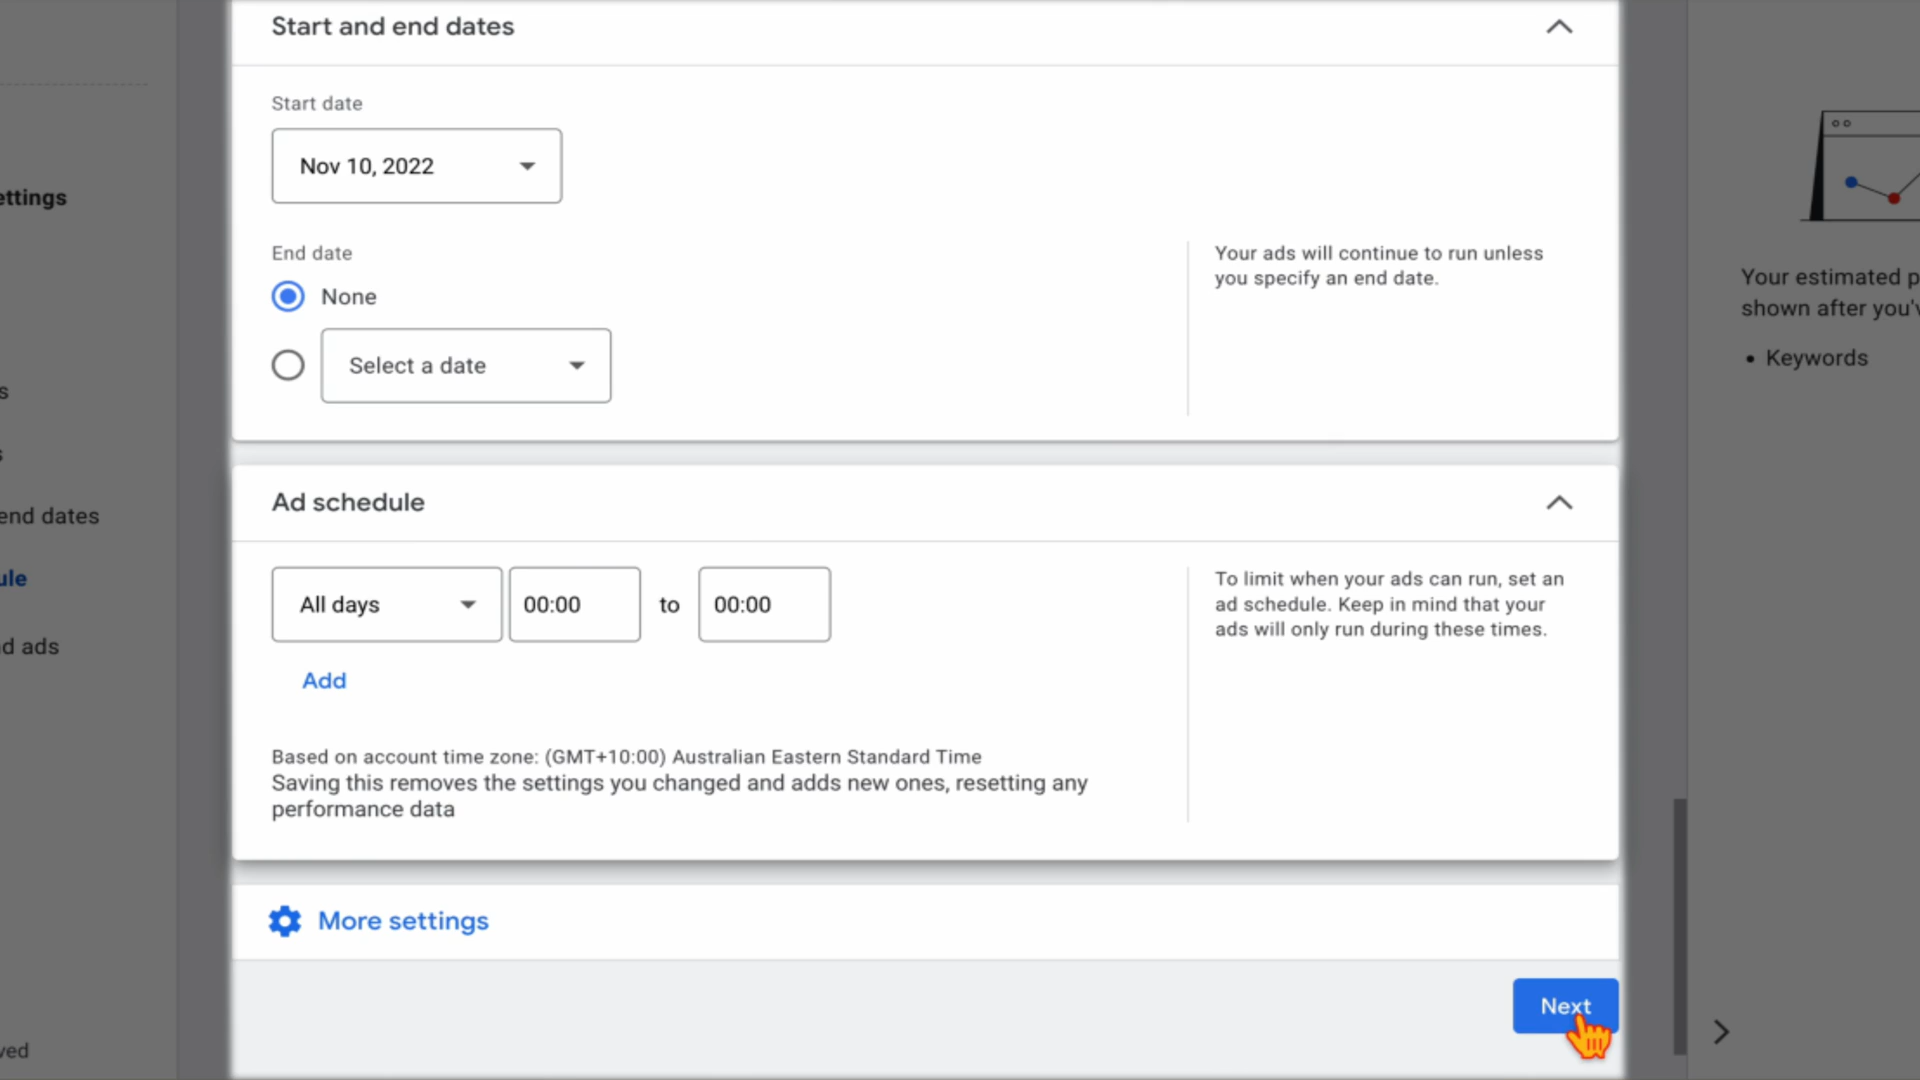 Start and end dates
Start date
Nov 10, 2022
End date
None
Select a date
Your ads will continue to run unless
you specify an end date.
Ad schedule
All days
00:00
to
00:00
Add
To limit when your ads can run, set an
ad schedule. Keep in mind that your
ads will only run during these times.
Based on account time zone: (GMT+10:00) Australian Eastern Standard Time
Saving this removes the settings you changed and adds new ones, resetting any
performance data
More settings
Next
ettings
s
s
end dates
ule
d ads
ved
Your estimated p
shown after you'v
• Keywords